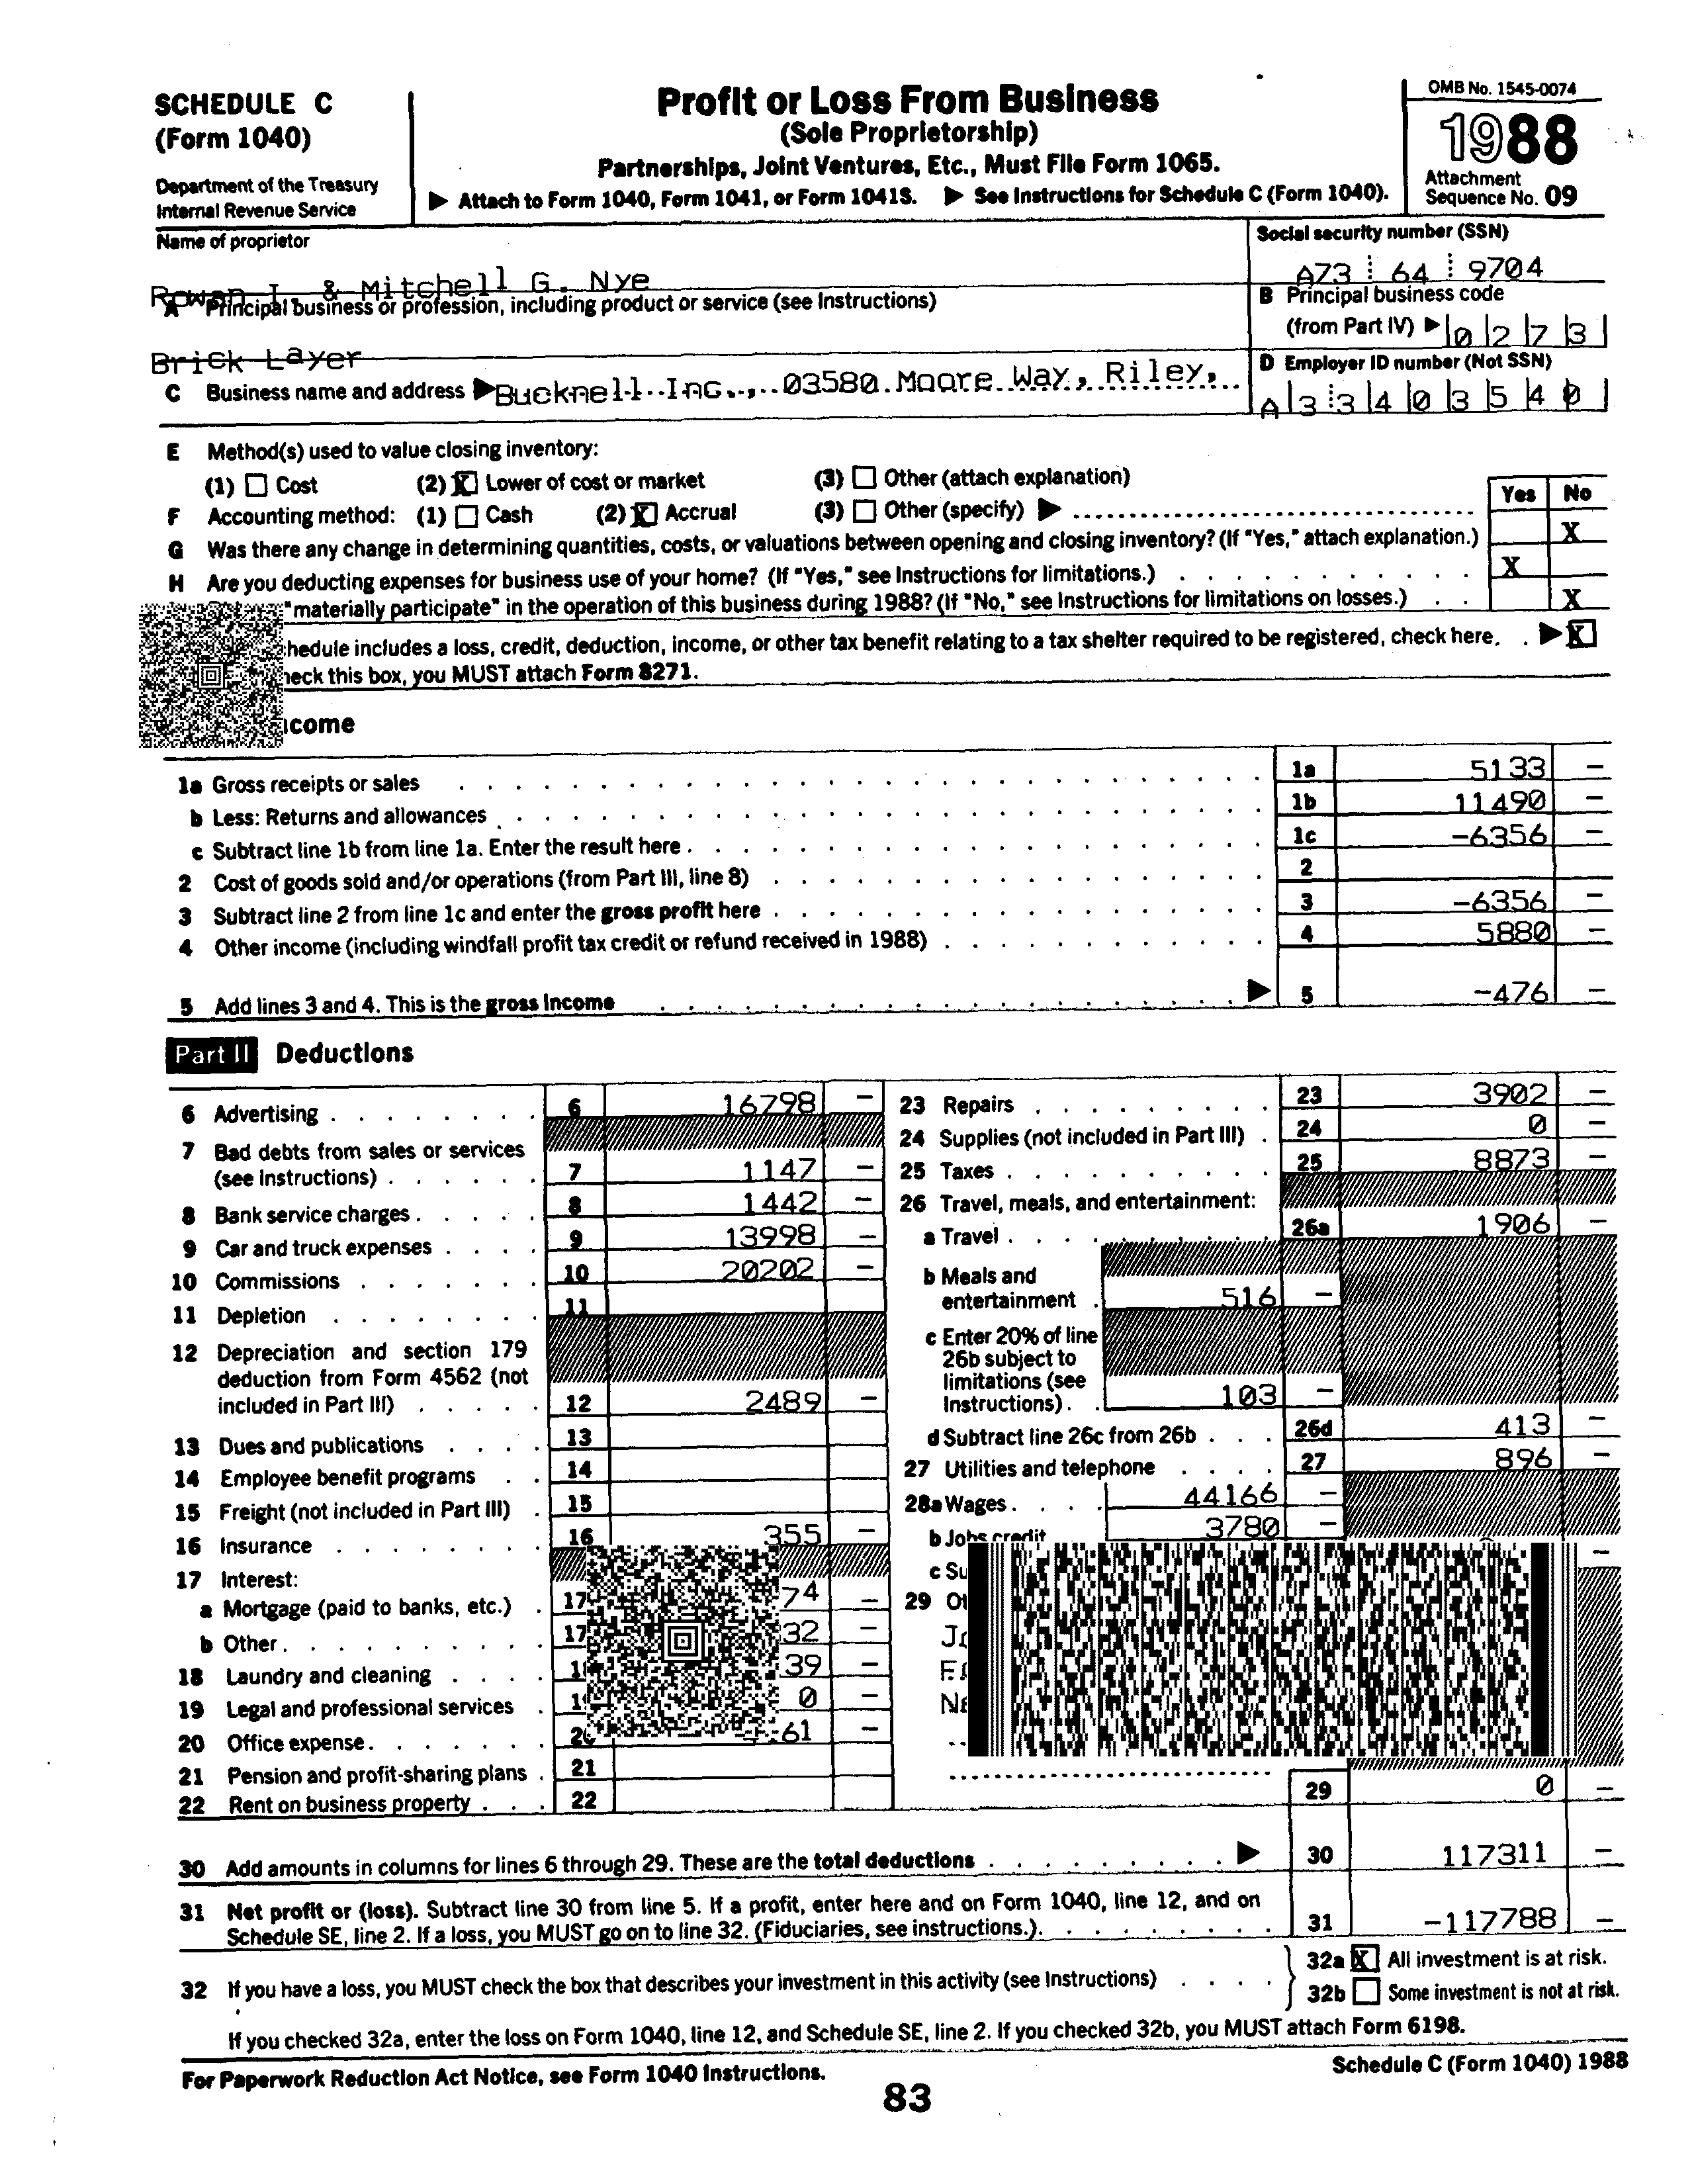 SCHEDULE C
(Form 1040)
Department of the Treasury
Internal Revenue Service
Profit or Loss From Business
(Sole Proprietorship)
Partnerships, Joint Ventures, Etc., Must File Form 1065.
▶ Attach to Form 1040, Form 1041, or Form 1041S. ▶ See Instructions for Schedule C (Form 1040).
OMB No. 1545-0074
1988
Attachment
Sequence No. 09
Name of proprietor
Rowan I. & Mitchell G. Nye
Social security number (SSN)
A73 64 9704
A Principal business or profession, including product or service (see Instructions)
Brick Layer
B Principal business code
(from Part IV) ▶ 0 2 7 3
C Business name and address ▶ Bucknell Inc., 03580 Moore Way, Riley,
D Employer ID number (Not SSN)
A 3 3 4 0 3 5 4 0
E Method(s) used to value closing inventory:
(1) Cost (2) X Lower of cost or market (3) Other (attach explanation)
Yes No
F Accounting method: (1) Cash (2) X Accrual (3) Other (specify) ▶
G Was there any change in determining quantities, costs, or valuations between opening and closing inventory? (If "Yes," attach explanation.) X
H Are you deducting expenses for business use of your home? (If "Yes," see Instructions for limitations.) X
"materially participate" in the operation of this business during 1988? (If "No," see Instructions for limitations on losses.) X
hedule includes a loss, credit, deduction, income, or other tax benefit relating to a tax shelter required to be registered, check here. ▶ X
heck this box, you MUST attach Form 8271.
come
1a Gross receipts or sales 1a 5133 –
b Less: Returns and allowances 1b 11490 –
c Subtract line 1b from line 1a. Enter the result here 1c -6356 –
2 Cost of goods sold and/or operations (from Part III, line 8) 2
3 Subtract line 2 from line 1c and enter the gross profit here 3 -6356 –
4 Other income (including windfall profit tax credit or refund received in 1988) 4 5880 –
5 Add lines 3 and 4. This is the gross income ▶ 5 -476 –
Part II Deductions
6 Advertising 6 16798 –
7 Bad debts from sales or services
(see Instructions) 7 1147 –
8 Bank service charges 8 1442 –
9 Car and truck expenses 9 13998 –
10 Commissions 10 20202 –
11 Depletion 11
12 Depreciation and section 179
deduction from Form 4562 (not
included in Part III) 12 2489 –
13 Dues and publications 13
14 Employee benefit programs 14
15 Freight (not included in Part III) 15
16 Insurance 16 355 –
17 Interest:
a Mortgage (paid to banks, etc.) 17 74 –
b Other 17 32 –
18 Laundry and cleaning 39 –
19 Legal and professional services 0 –
20 Office expense 61 –
21 Pension and profit-sharing plans 21
22 Rent on business property 22
23 Repairs 23 3902 –
24 Supplies (not included in Part III) 24 0 –
25 Taxes 25 8873 –
26 Travel, meals, and entertainment:
a Travel 26a 1906 –
b Meals and
entertainment 516 –
c Enter 20% of line
26b subject to
limitations (see
Instructions) 103 –
d Subtract line 26c from 26b 26d 413 –
27 Utilities and telephone 27 896 –
28a Wages 44166 –
b Jobs credit 3780 –
c Su
29 Ot
29 0 –
30 Add amounts in columns for lines 6 through 29. These are the total deductions ▶ 30 117311 –
31 Net profit or (loss). Subtract line 30 from line 5. If a profit, enter here and on Form 1040, line 12, and on
Schedule SE, line 2. If a loss, you MUST go on to line 32. (Fiduciaries, see instructions.) 31 -117788 –
32 If you have a loss, you MUST check the box that describes your investment in this activity (see Instructions)
32a X All investment is at risk.
32b Some investment is not at risk.
If you checked 32a, enter the loss on Form 1040, line 12, and Schedule SE, line 2. If you checked 32b, you MUST attach Form 6198.
For Paperwork Reduction Act Notice, see Form 1040 Instructions.
Schedule C (Form 1040) 1988
83